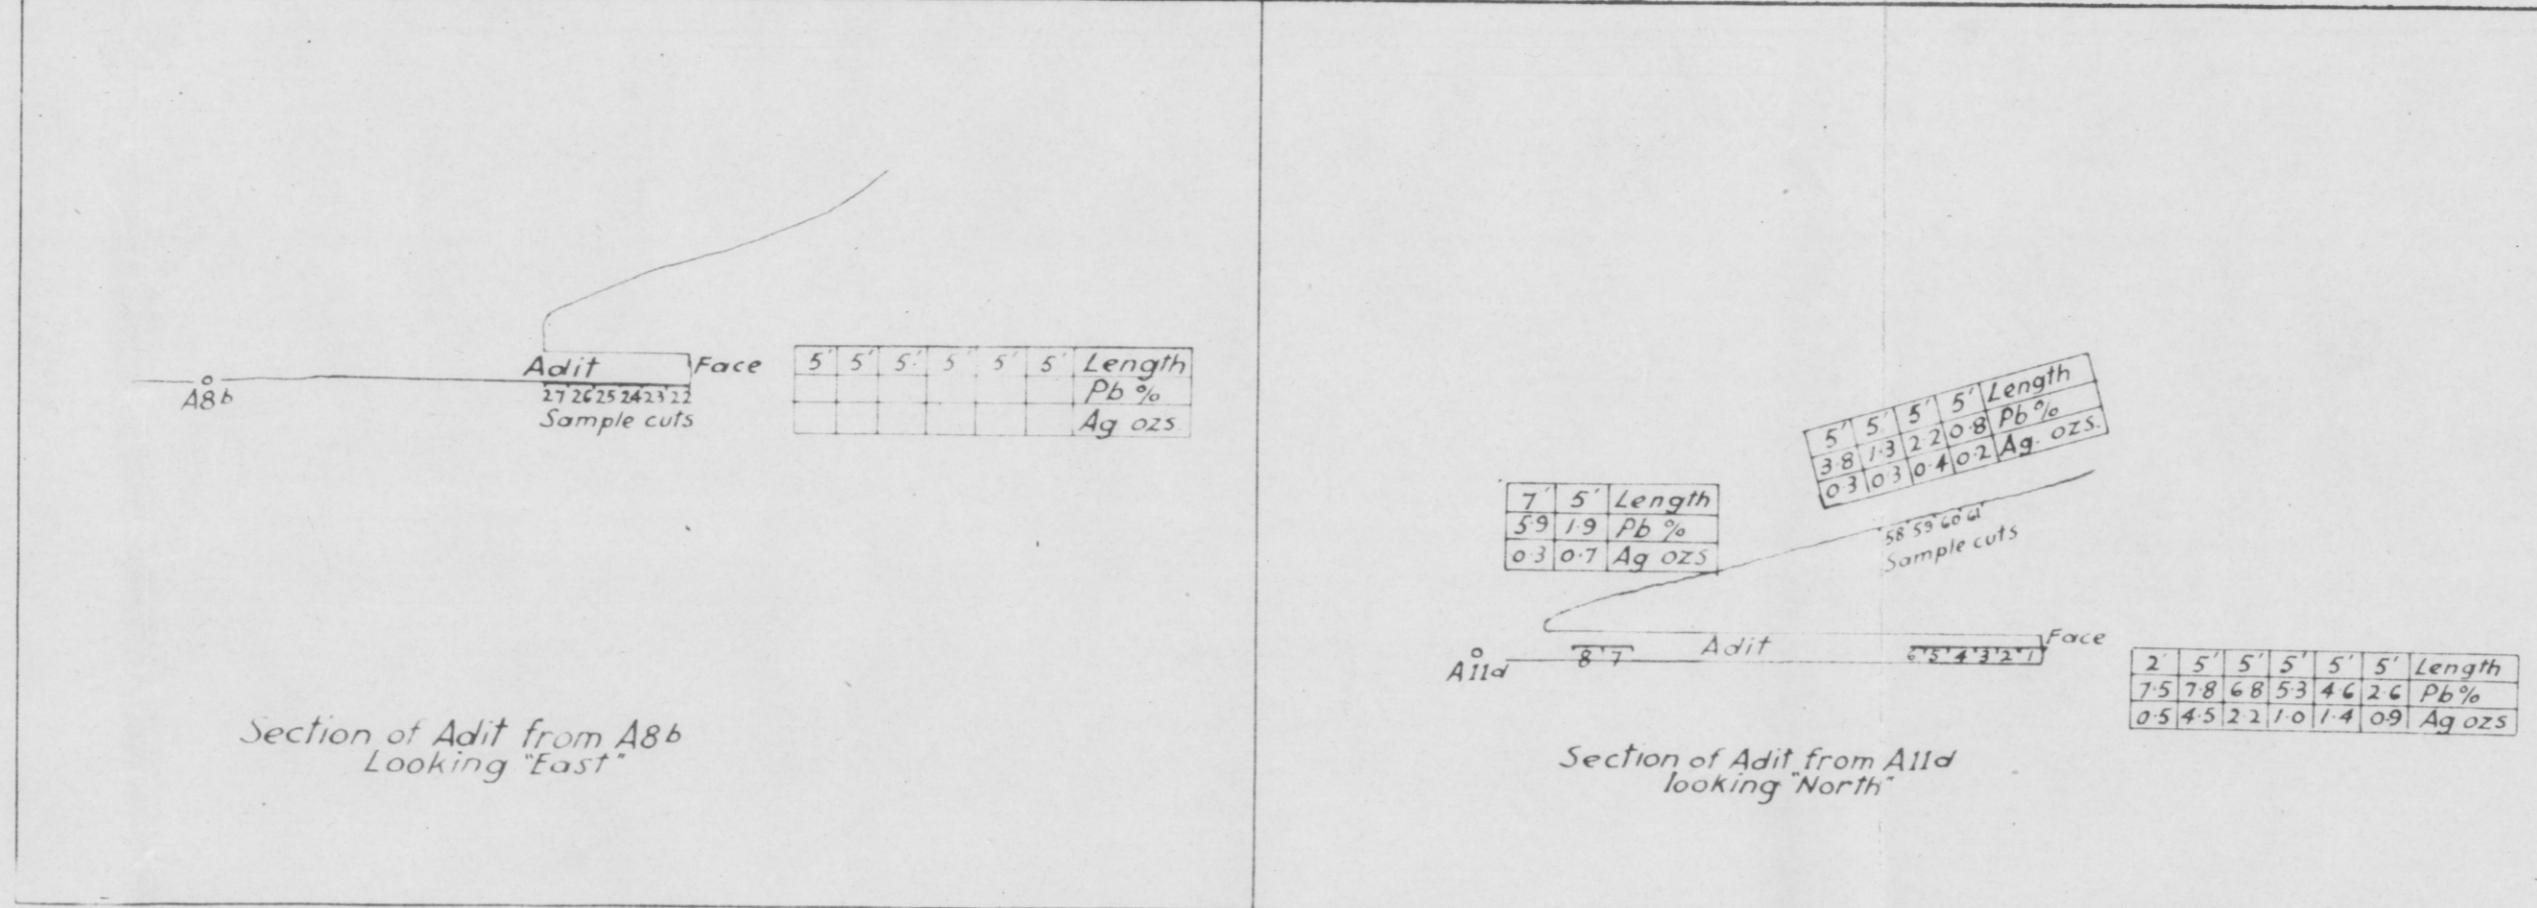 Adit
Face
A8b
27 26 25 24 23 22
Sample cuts
5' 5' 5' 5' 5' 5' Length
Pb %
Ag ozs
Section of Adit from A8b
Looking "East"
5' 5' 5' 5' Length
3.8 1.3 2.2 0.8 Pb %
0.3 0.3 0.4 0.2 Ag. ozs.
58 59 60 61
Sample cuts
7' 5' Length
5.9 1.9 Pb %
0.3 0.7 Ag ozs
A11d
8 7
Adit
6 5 4 3 2 1
Face
2' 5' 5' 5' 5' 5' Length
7.5 7.8 6.8 5.3 4.6 2.6 Pb %
0.5 4.5 2.2 1.0 1.4 0.9 Ag ozs
Section of Adit from A11d
looking "North"